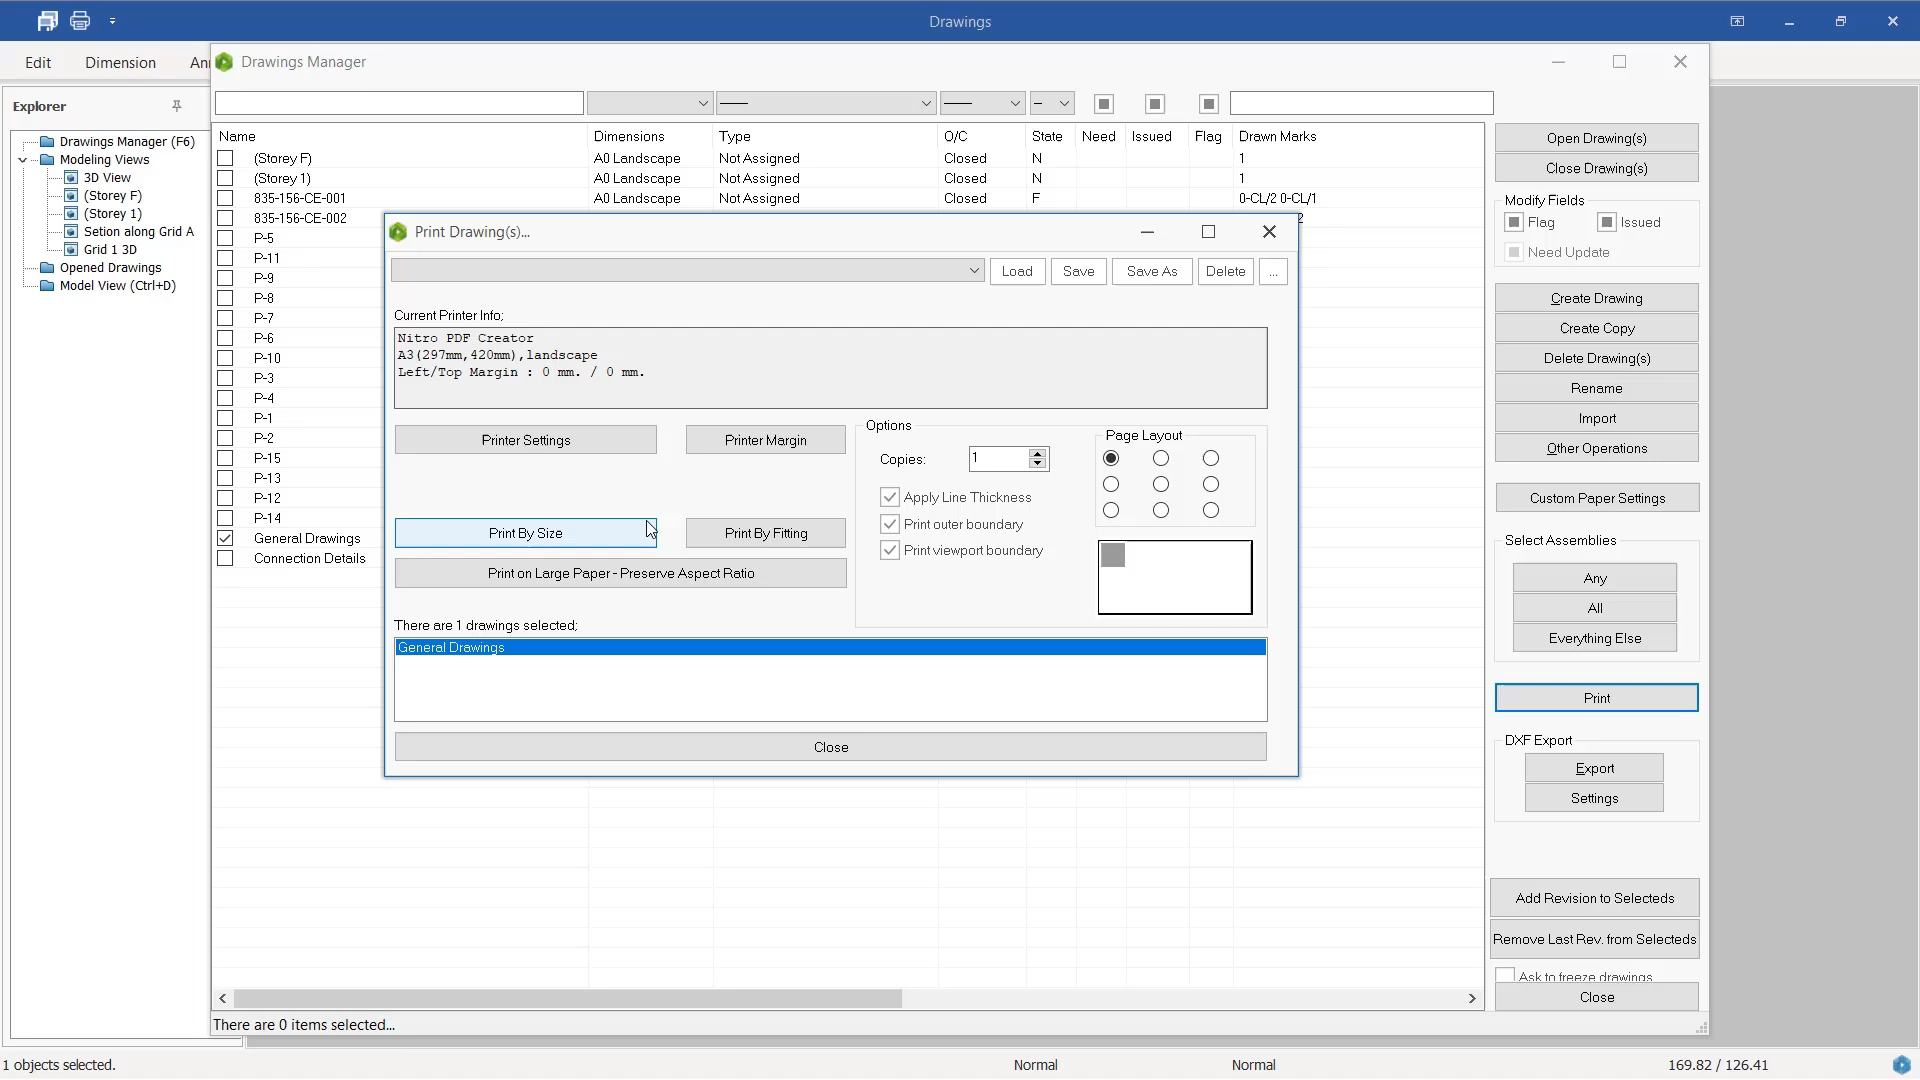 Drawings
Edit
Dimension
An
Drawings Manager
Explorer
Drawings Manager (F6)
Modeling Views
3D View
(Storey F)
(Storey 1)
Setion along Grid A
Grid 1 3D
Opened Drawings
Model View (Ctrl+D)
Name Dimensions Type O/C State Need Issued Flag Drawn Marks
(Storey F) A0 Landscape Not Assigned Closed N 1
(Storey 1) A0 Landscape Not Assigned Closed N 1
835-156-CE-001 A0 Landscape Not Assigned Closed F 0-CL/2 0-CL/1
835-156-CE-002 2
P-5
P-11
P-9
P-8
P-7
P-6
P-10
P-3
P-4
P-1
P-2
P-15
P-13
P-12
P-14
General Drawings
Connection Details
Print Drawing(s)...
Load
Save
Save As
Delete
...
Current Printer Info;
Nitro PDF Creator
A3(297mm,420mm),landscape
Left/Top Margin : 0 mm. / 0 mm.
Printer Settings
Printer Margin
Print By Size
Print By Fitting
Print on Large Paper - Preserve Aspect Ratio
Options
Copies: 1
Apply Line Thickness
Print outer boundary
Print viewport boundary
Page Layout
There are 1 drawings selected;
General Drawings
Close
Open Drawing(s)
Close Drawing(s)
Modify Fields
Flag
Issued
Need Update
Create Drawing
Create Copy
Delete Drawing(s)
Rename
Import
Other Operations
Custom Paper Settings
Select Assemblies
Any
All
Everything Else
Print
DXF Export
Export
Settings
Add Revision to Selecteds
Remove Last Rev. from Selecteds
Ask to freeze drawings
Close
There are 0 items selected...
1 objects selected.
Normal
Normal
169.82 / 126.41